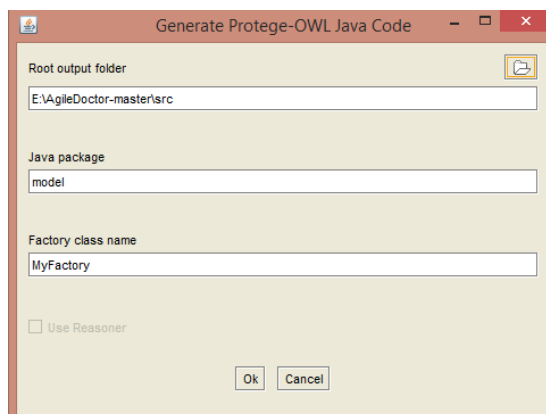 Generate Protege-OWL Java Code
Root output folder
E:\AgileDoctor-master\src
Java package
model
Factory class name
MyFactory
Use Reasoner
Ok Cancel